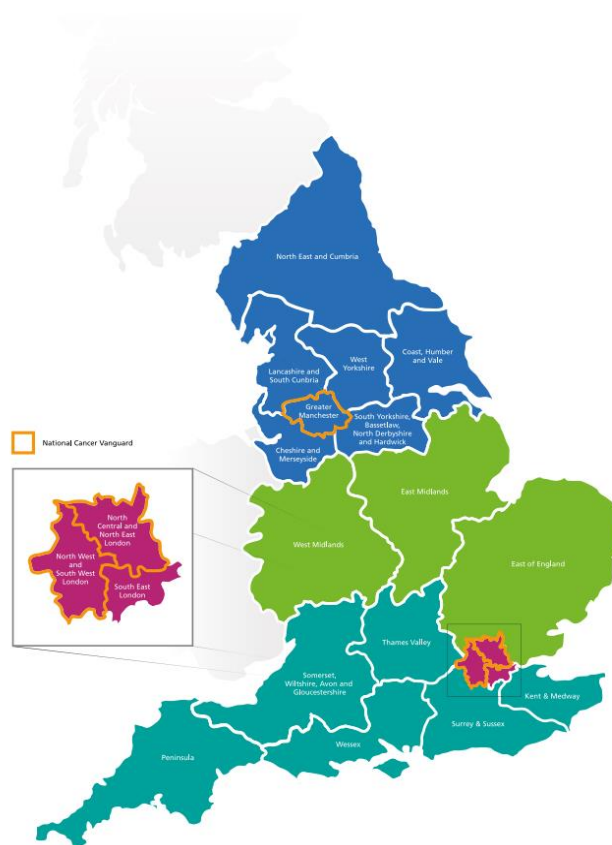 North East and Cumbria
Lancashire and
South Cunbria
West
Yorkshire
Coast, Humber
and Vale
Greater
Manchester
South Yorkshire,
Bassetlaw,
North Derbyshire
and Hardwick
Cheshire and
Merseyside
National Cancer Vanguard
North
Central and
North East
London
North West
and
South West
London
South East
London
East Midlands
West Midlands
East of England
Thames Valley
Somerset,
Wiltshire, Avon and
Gloucestershire
Kent & Medway
Surrey & Sussex
Wessex
Peninsula